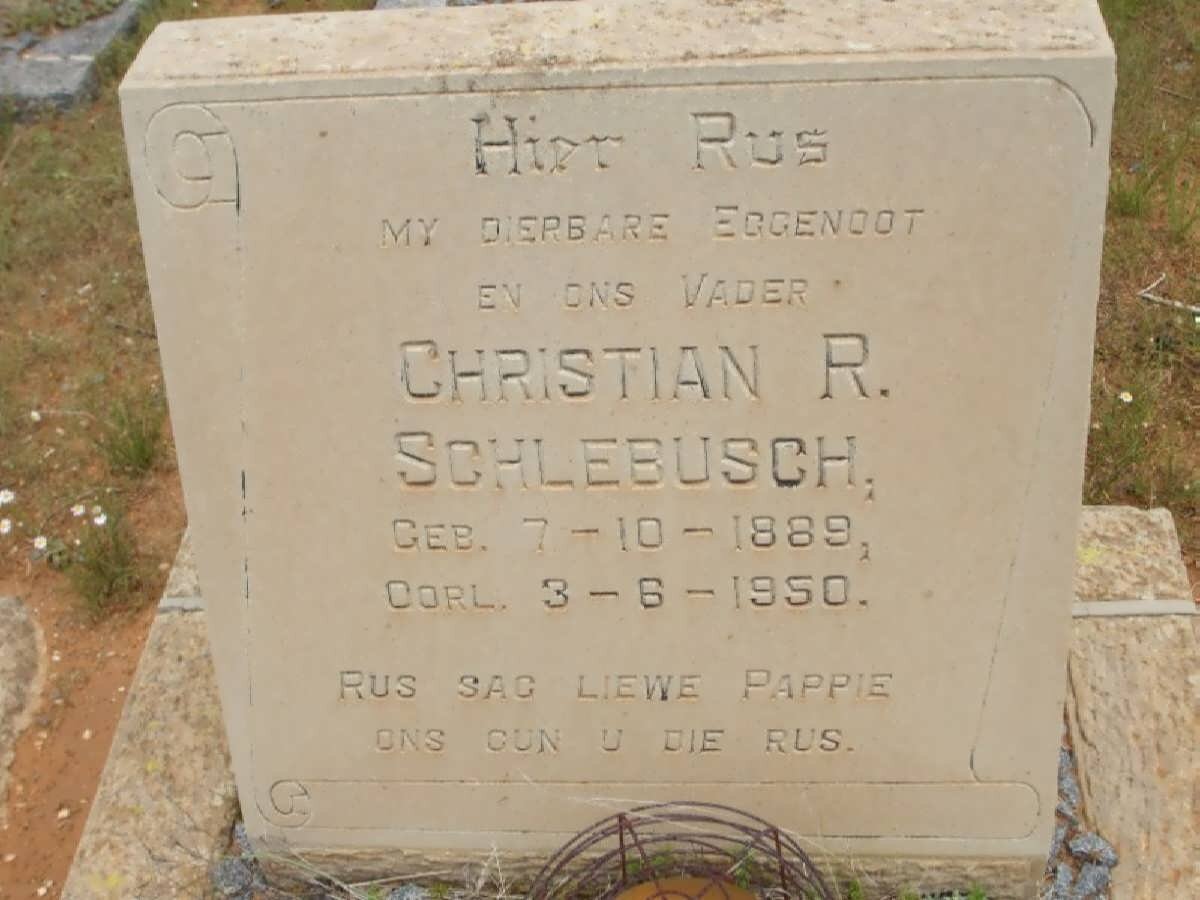 Hier Rus
MY DIERBARE EGGENOOT
EN ONS VADER
CHRISTIAN R.
SCHLEBUSCH,
GEB. 7-10-1889,
OORL. 3-6-1950.
RUS SAG LIEWE PAPPIE
ONS GUN U DIE RUS.